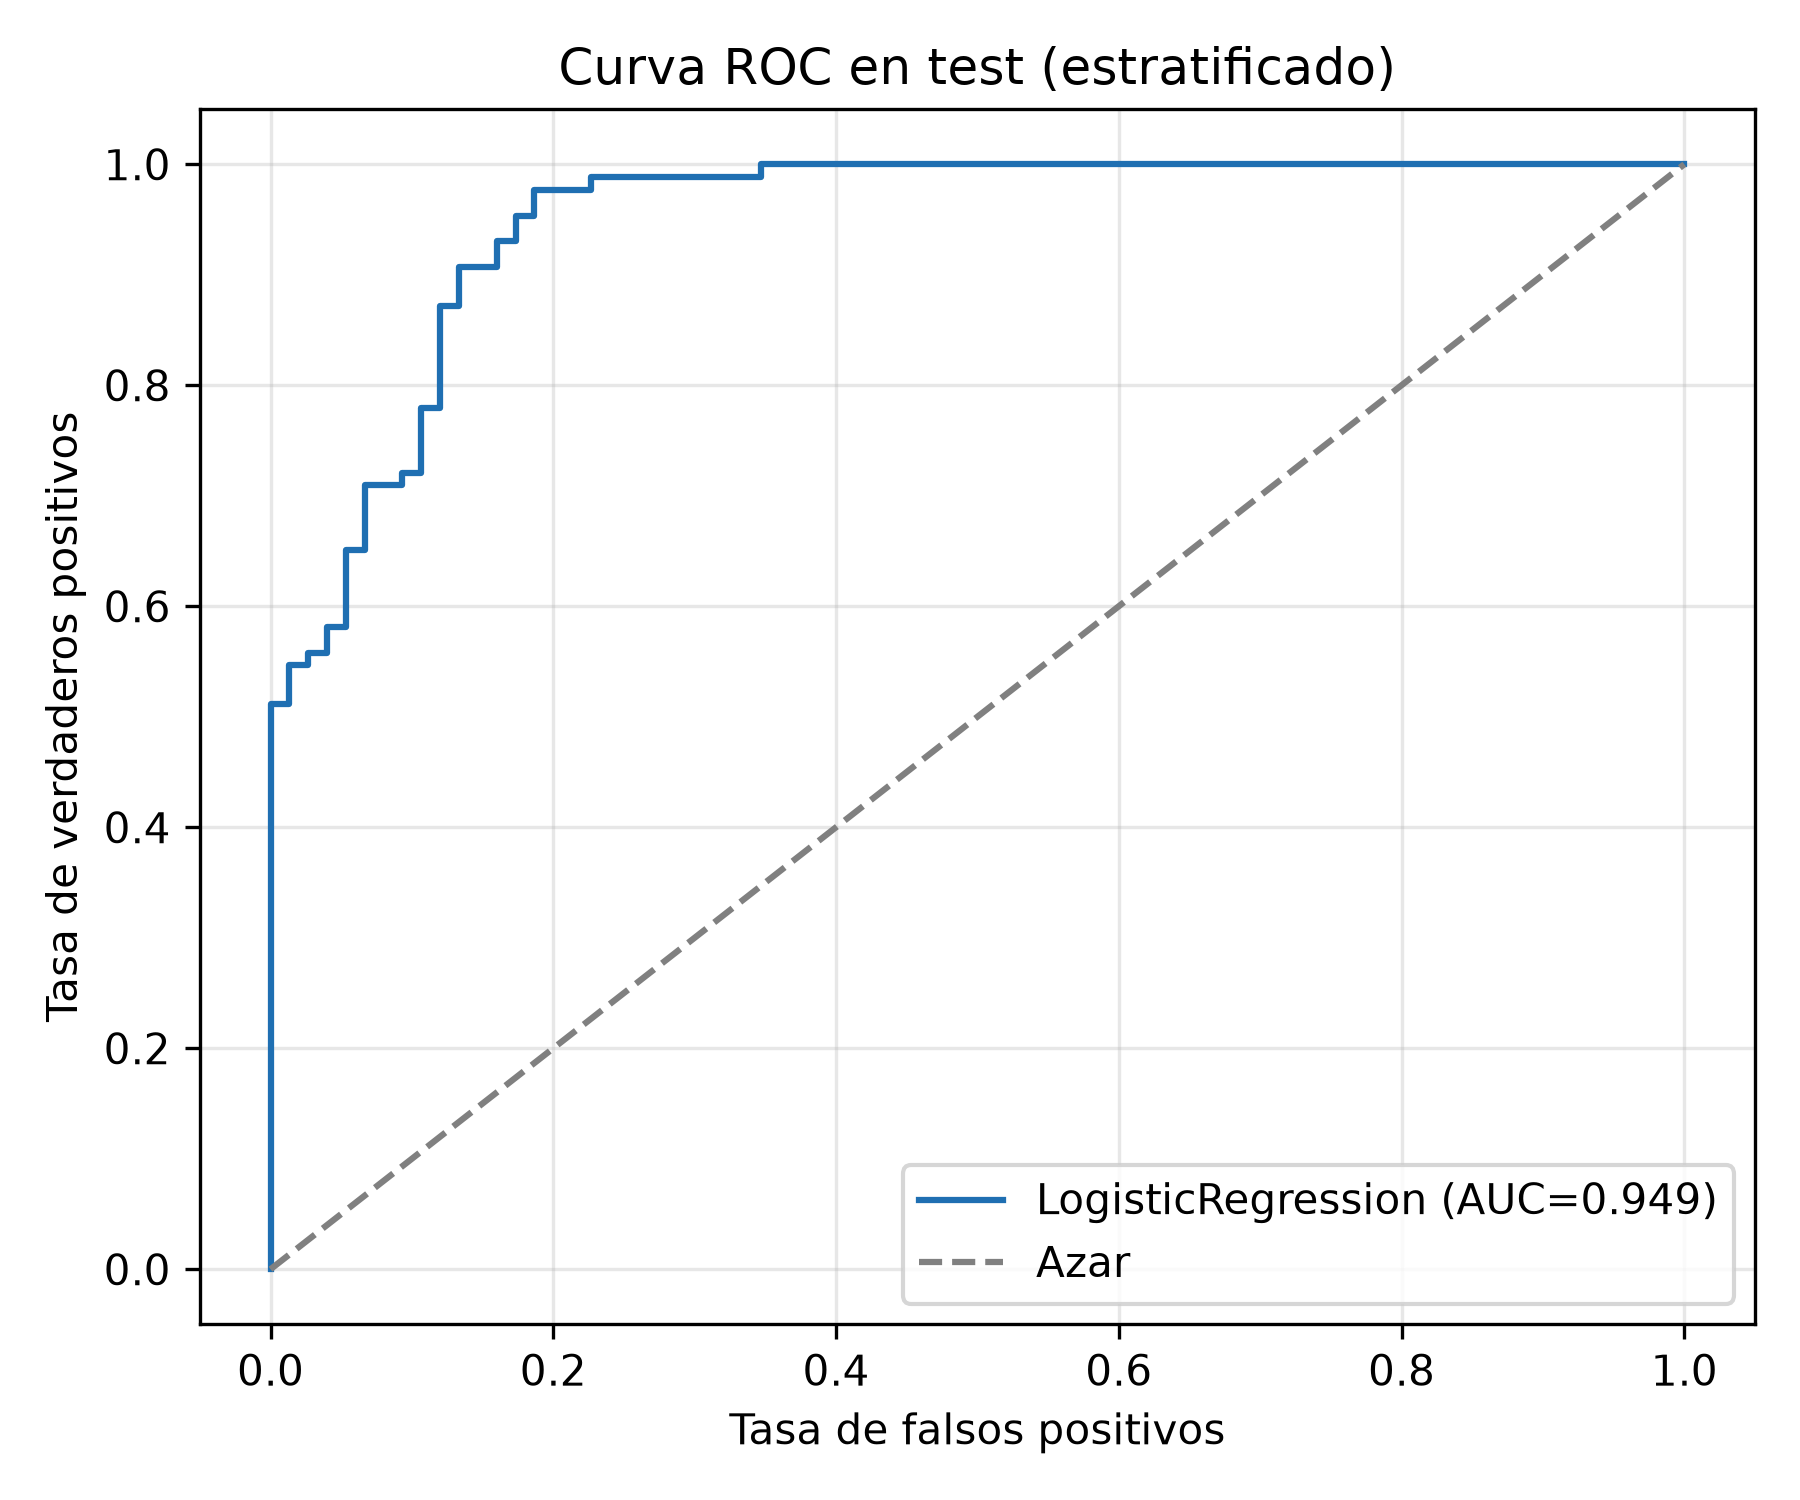 Curva ROC en test (estratificado)
Tasa de verdaderos positivos
1.0
0.8
0.6
0.4
0.2
0.0
LogisticRegression (AUC=0.949)
Azar
0.0 0.2 0.4 0.6 0.8 1.0
Tasa de falsos positivos